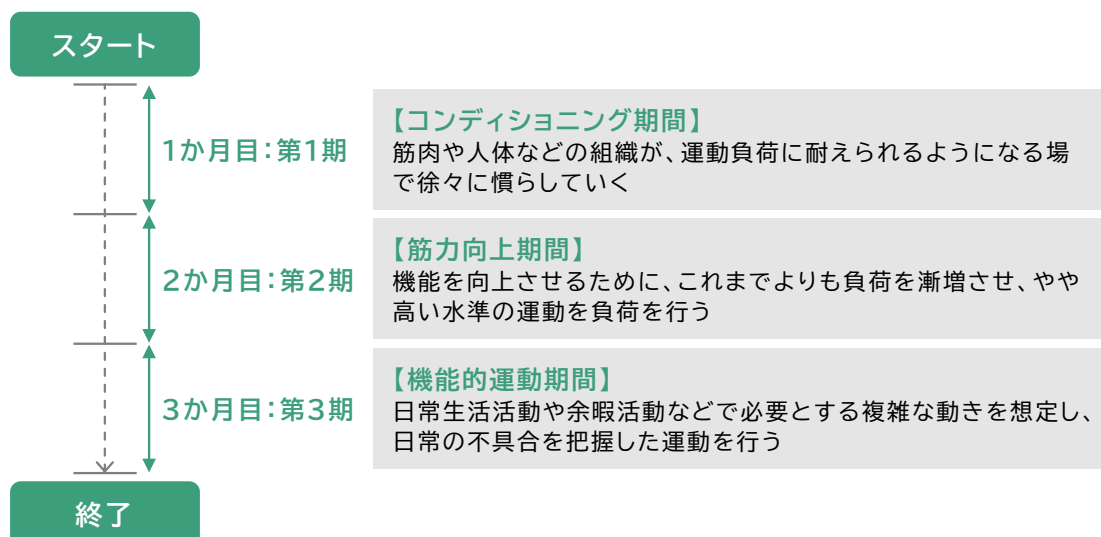 スタート
1か月目：第1期
【コンディショニング期間】
筋肉や人体などの組織が、運動負荷に耐えられるようになる場
で徐々に慣らしていく
2か月目：第2期
【筋力向上期間】
機能を向上させるために、これまでよりも負荷を漸増させ、やや
高い水準の運動を負荷を行う
3か月目：第3期
【機能的運動期間】
日常生活活動や余暇活動などで必要とする複雑な動きを想定し、
日常の不具合を把握した運動を行う
終了